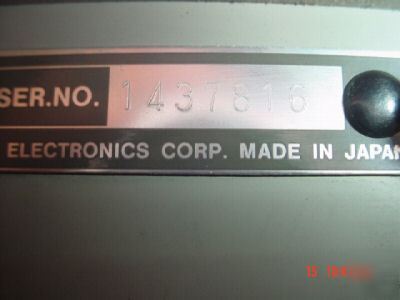 SER.NO. 1437816
ELECTRONICS CORP. MADE IN JAPAN